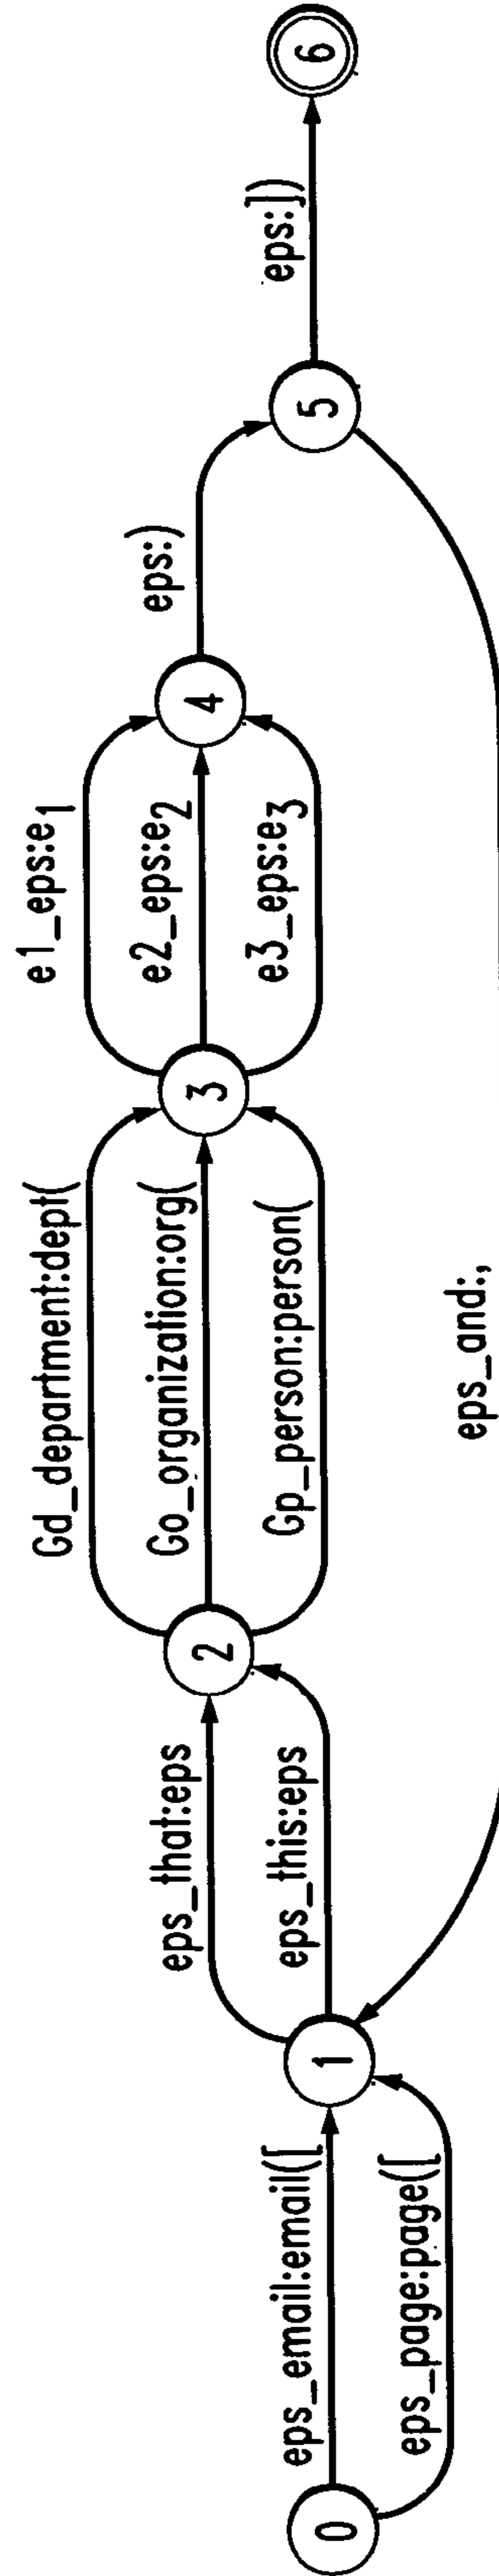 0
eps_email:email([
eps_page:page([
1
eps_that:eps
eps_this:eps
2
Gd_department:dept(
Go_organization:org(
Gp_person:person(
3
e1_eps:e1
e2_eps:e2
e3_eps:e3
4
eps:)
5
eps:])
6
eps_and:,